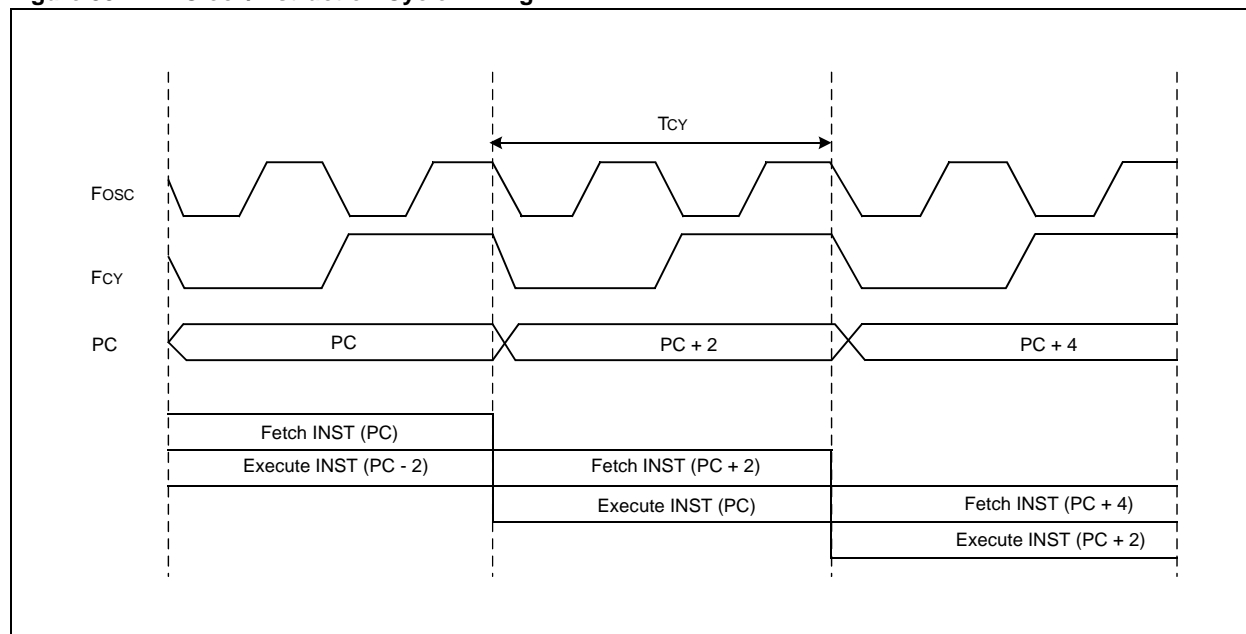 TCY
FOSC
FCY
PC PC PC + 2 PC + 4
Fetch INST (PC)
Execute INST (PC - 2) Fetch INST (PC + 2)
Execute INST (PC) Fetch INST (PC + 4)
Execute INST (PC + 2)